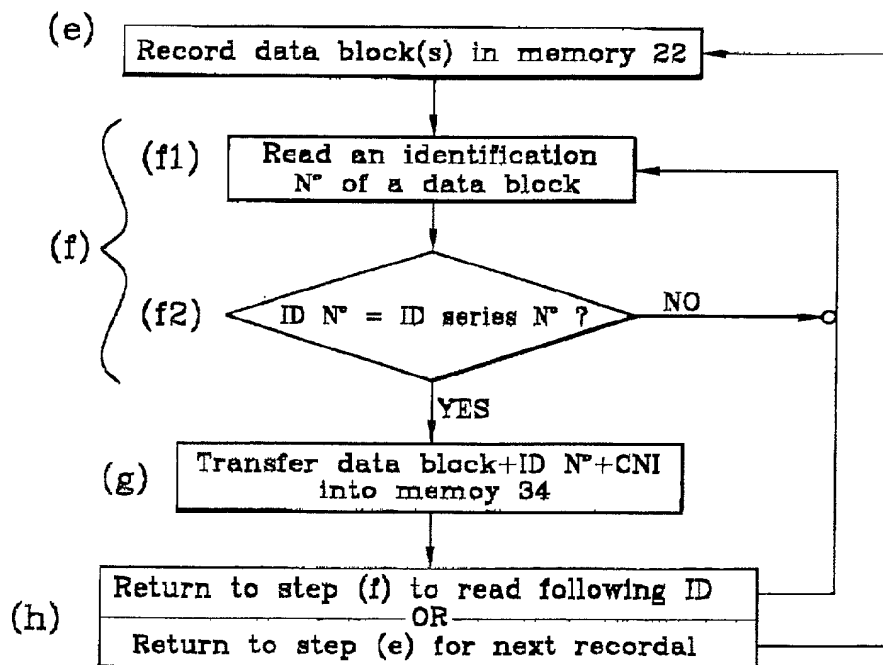 (e)
Record data block(s) in memory 22
(f)
(f1)
Read an identification
N° of a data block
(f2)
ID N° = ID series N° ?
NO
YES
(g)
Transfer data block+ID N°+CNI
into memoy 34
(h)
Return to step (f) to read following ID
OR
Return to step (e) for next recordal